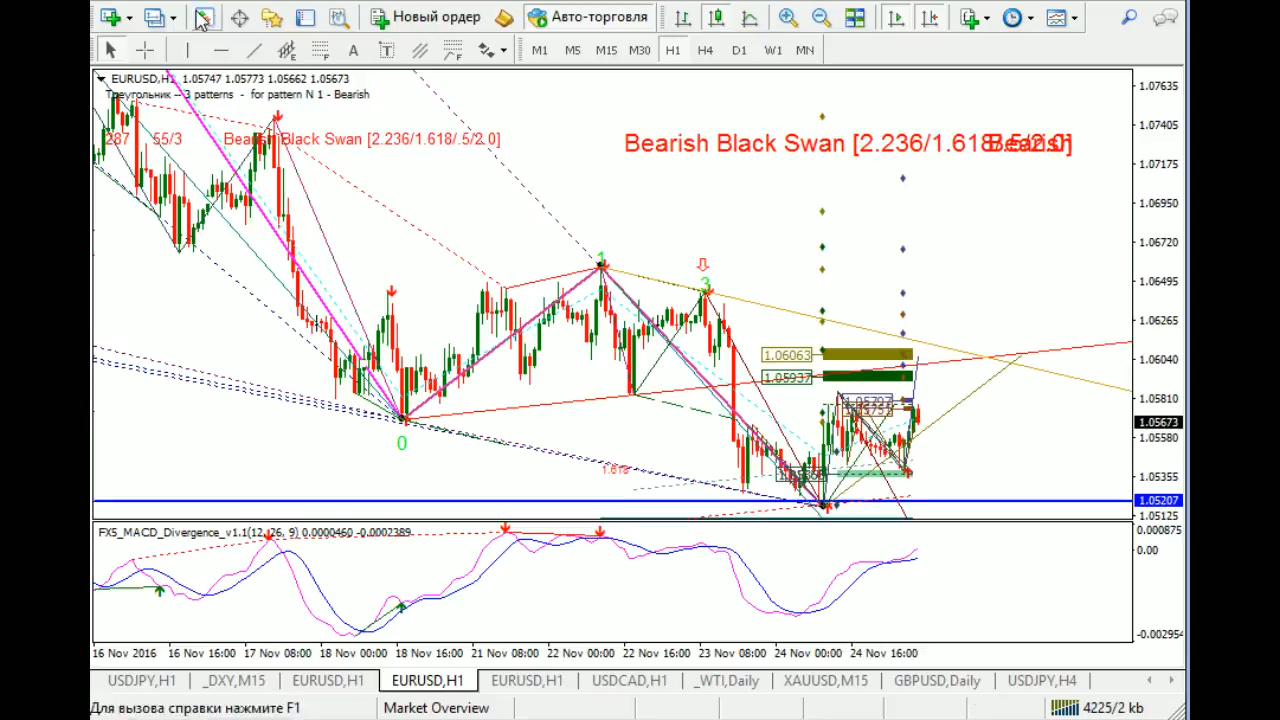 Новый ордер Авто-торговля
A T M1 M5 M15 M30 H1 H4 D1 W1 MN
EURUSD,H1 1.05747 1.05773 1.05662 1.05673
Треугольник -- 3 patterns - for pattern N 1 - Bearish
287 55/3 Bearish Black Swan [2.236/1.618/.5/2.0]
Bearish Black Swan [2.236/1.618/.5/2.0]
Bearish
1.07635
1.07405
1.07175
1.06950
1.06720
1.06495
1.06265
1.06040
1.05810
1.05673
1.05580
1.05355
1.05207
1.05125
1
3
0
1.618
1.06063
1.05937
FX5_MACD_Divergence_v1.1(12, 26, 9) 0.0000460 -0.0002389
0.000875
0.00
-0.002954
16 Nov 2016 16 Nov 16:00 17 Nov 08:00 18 Nov 00:00 18 Nov 16:00 21 Nov 08:00 22 Nov 00:00 22 Nov 16:00 23 Nov 08:00 24 Nov 00:00 24 Nov 16:00
USDJPY,H1 _DXY,M15 EURUSD,H1 EURUSD,H1 EURUSD,H1 USDCAD,H1 _WTI,Daily XAUUSD,M15 GBPUSD,Daily USDJPY,H4
Для вызова справки нажмите F1 Market Overview 4225/2 kb